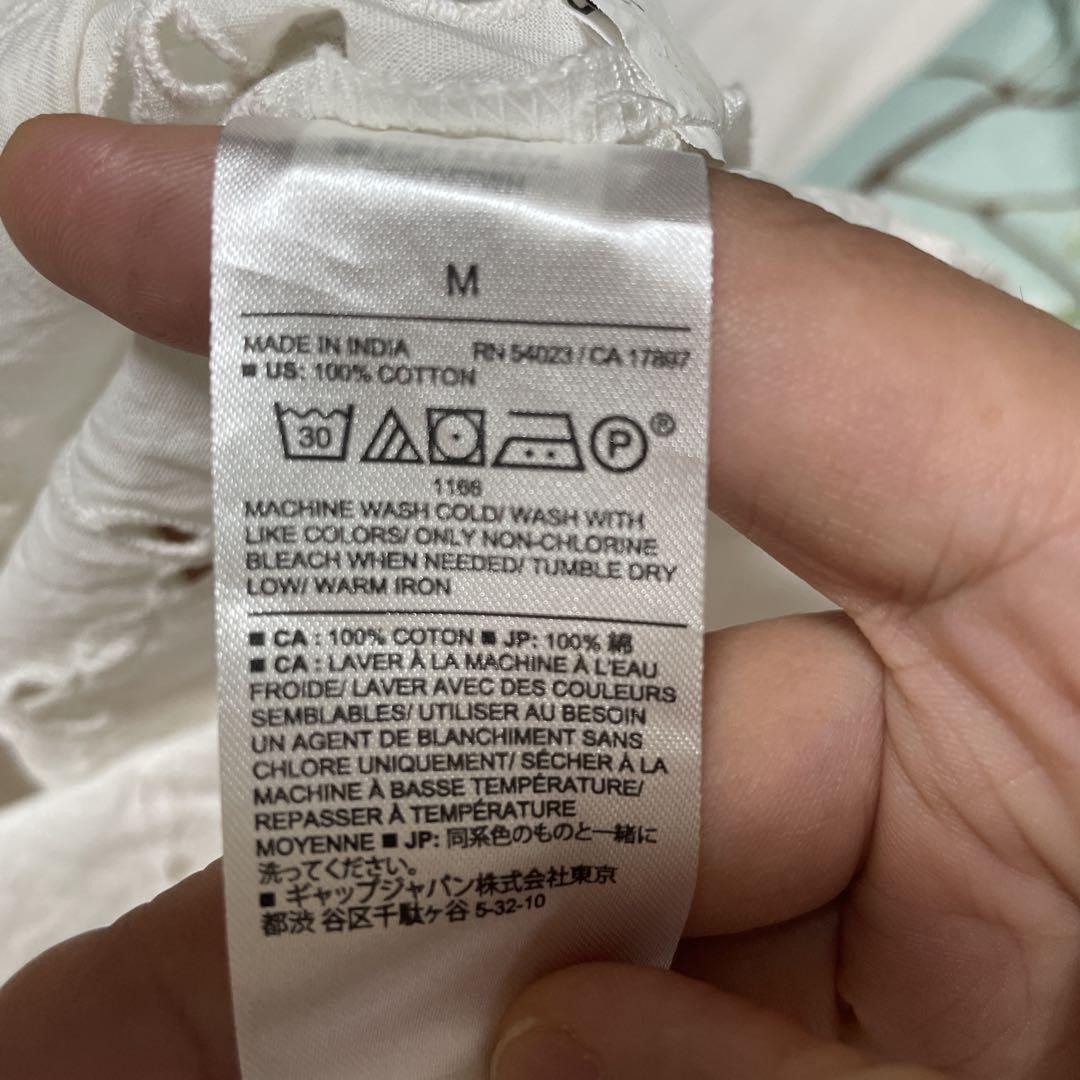 M
MADE IN INDIA RN 54023 / CA 17897
■ US: 100% COTTON
30 P®
1166
MACHINE WASH COLD/ WASH WITH
LIKE COLORS/ ONLY NON-CHLORINE
BLEACH WHEN NEEDED/ TUMBLE DRY
LOW/ WARM IRON
■ CA : 100% COTON ■ JP: 100% 綿
■ CA : LAVER À LA MACHINE À L'EAU
FROIDE/ LAVER AVEC DES COULEURS
SEMBLABLES/ UTILISER AU BESOIN
UN AGENT DE BLANCHIMENT SANS
CHLORE UNIQUEMENT/ SÉCHER À LA
MACHINE À BASSE TEMPÉRATURE/
REPASSER À TEMPÉRATURE
MOYENNE ■ JP: 同系色のものと一緒に
洗ってください。
■ ギャップジャパン株式会社東京
都渋 谷区千駄ヶ谷 5-32-10